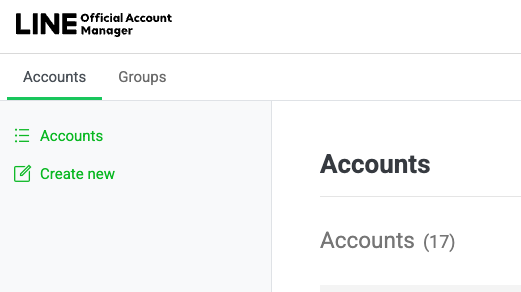 LINE Official Account
Manager
Accounts Groups
Accounts
Create new
Accounts
Accounts (17)